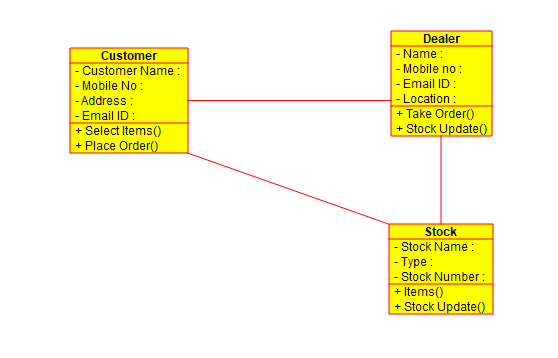 Customer
- Customer Name :
- Mobile No :
- Address :
- Email ID :
+ Select Items()
+ Place Order()
Dealer
- Name :
- Mobile no :
- Email ID :
- Location :
+ Take Order()
+ Stock Update()
Stock
- Stock Name :
- Type :
- Stock Number :
+ Items()
+ Stock Update()